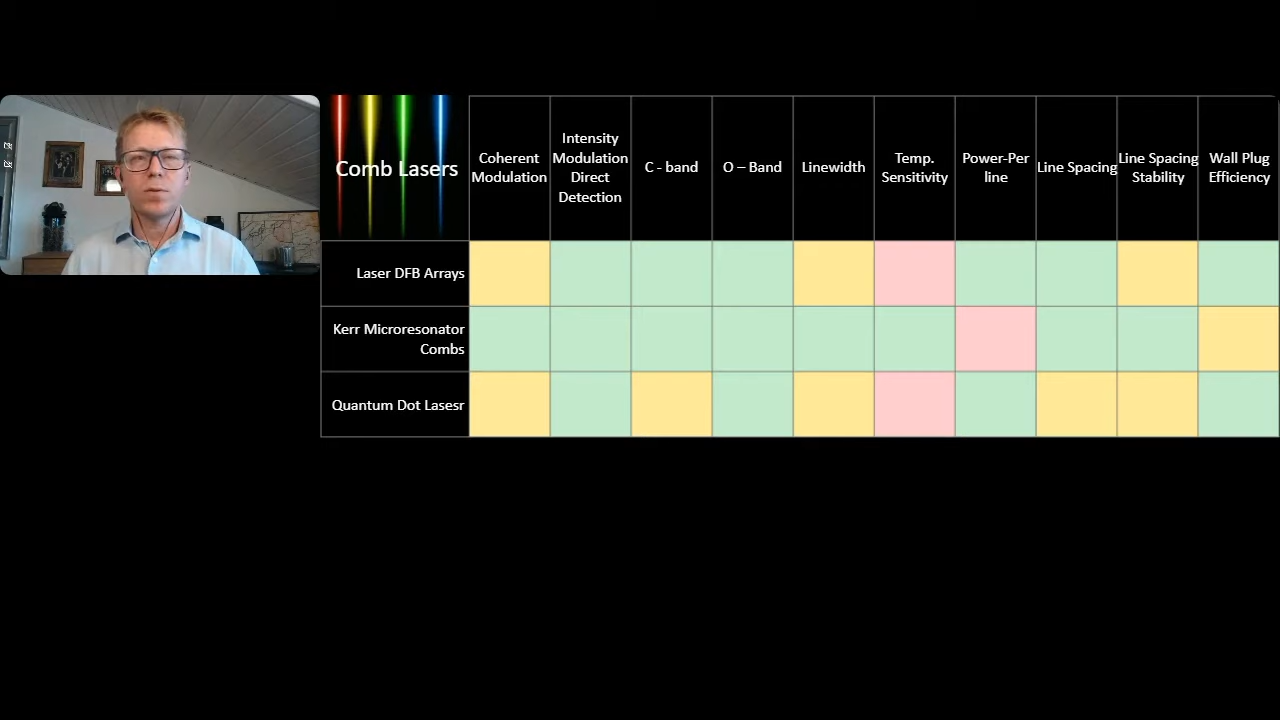 Comb Lasers
Coherent
Modulation
Intensity
Modulation
Direct
Detection
C - band
O – Band
Linewidth
Temp.
Sensitivity
Power-Per
line
Line Spacing
Line Spacing
Stability
Wall Plug
Efficiency
Laser DFB Arrays
Kerr Microresonator
Combs
Quantum Dot Lasesr